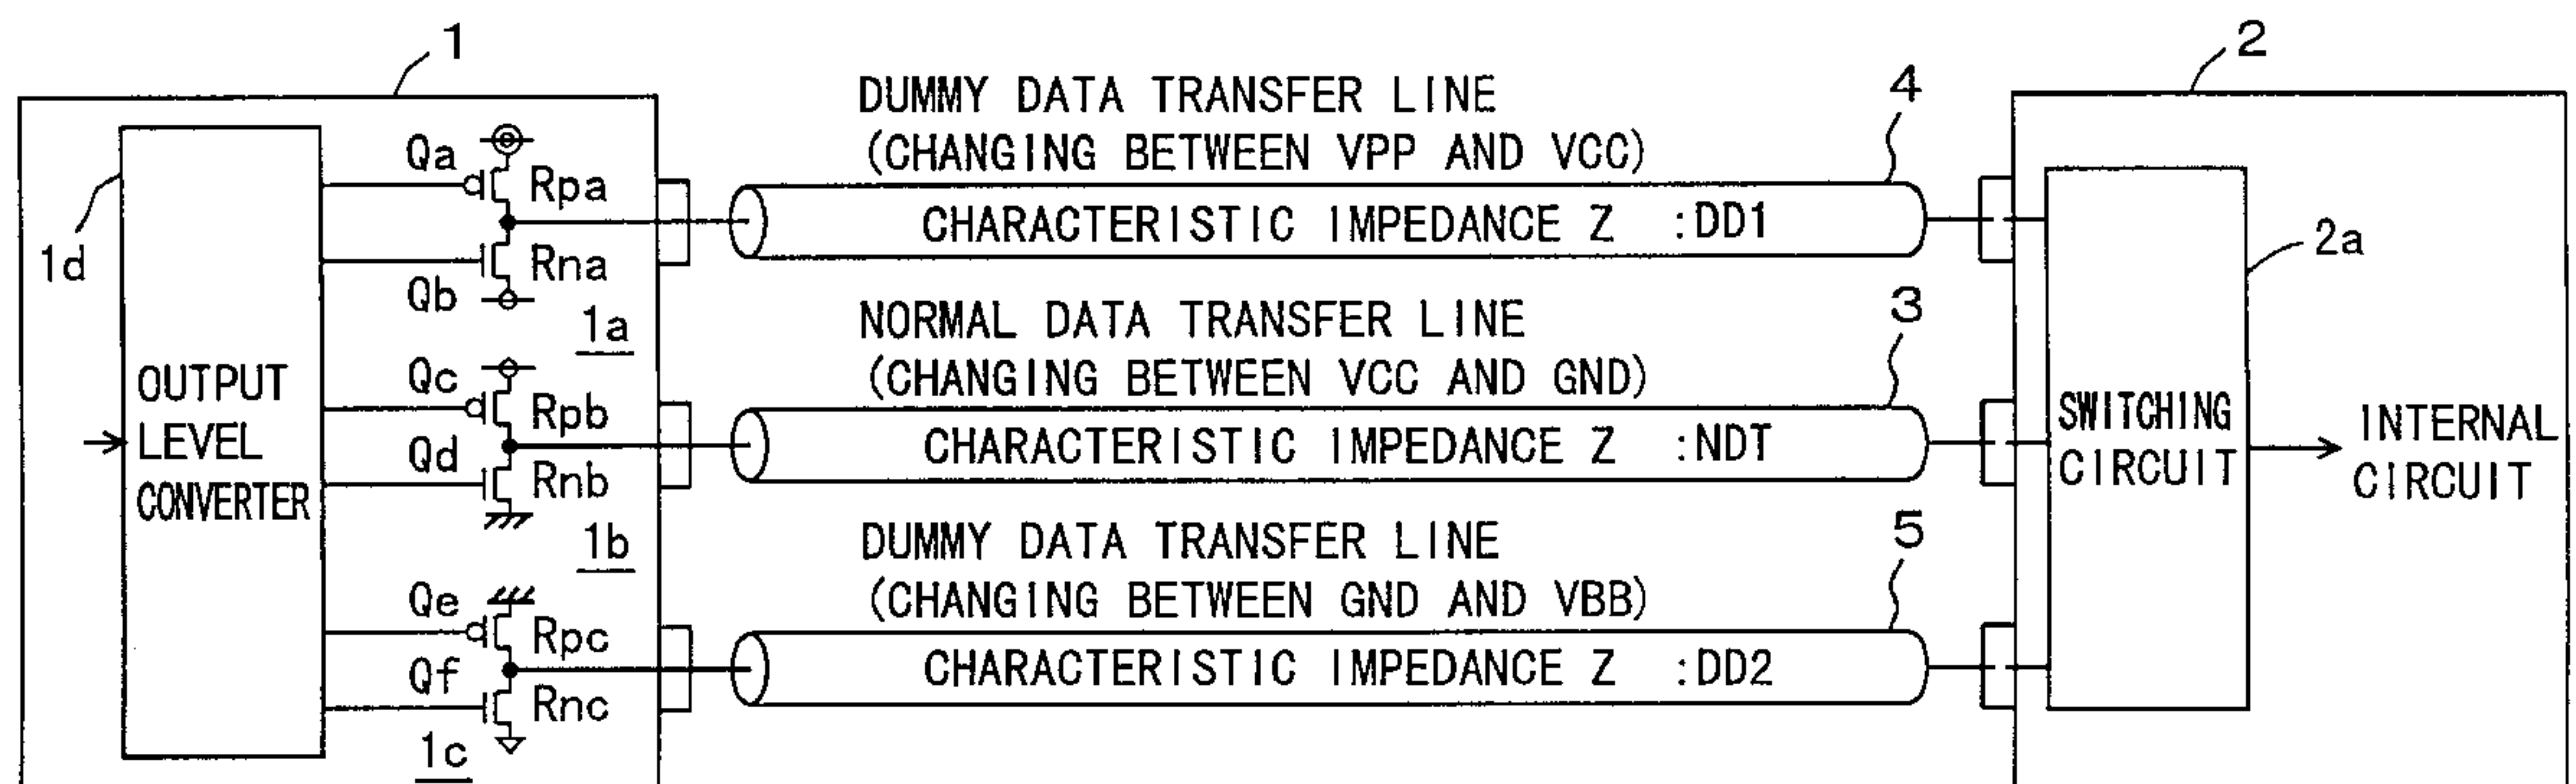 1
2
DUMMY DATA TRANSFER LINE
(CHANGING BETWEEN VPP AND VCC)
4
Qa
Rpa
CHARACTERISTIC IMPEDANCE Z :DD1
1d
Rna
Qb
2a
1a
NORMAL DATA TRANSFER LINE
(CHANGING BETWEEN VCC AND GND)
3
OUTPUT
LEVEL
CONVERTER
Qc
Rpb
CHARACTERISTIC IMPEDANCE Z :NDT
Qd
Rnb
SWITCHING
CIRCUIT
INTERNAL
CIRCUIT
1b
DUMMY DATA TRANSFER LINE
(CHANGING BETWEEN GND AND VBB)
5
Qe
Rpc
CHARACTERISTIC IMPEDANCE Z :DD2
Qf
Rnc
1c